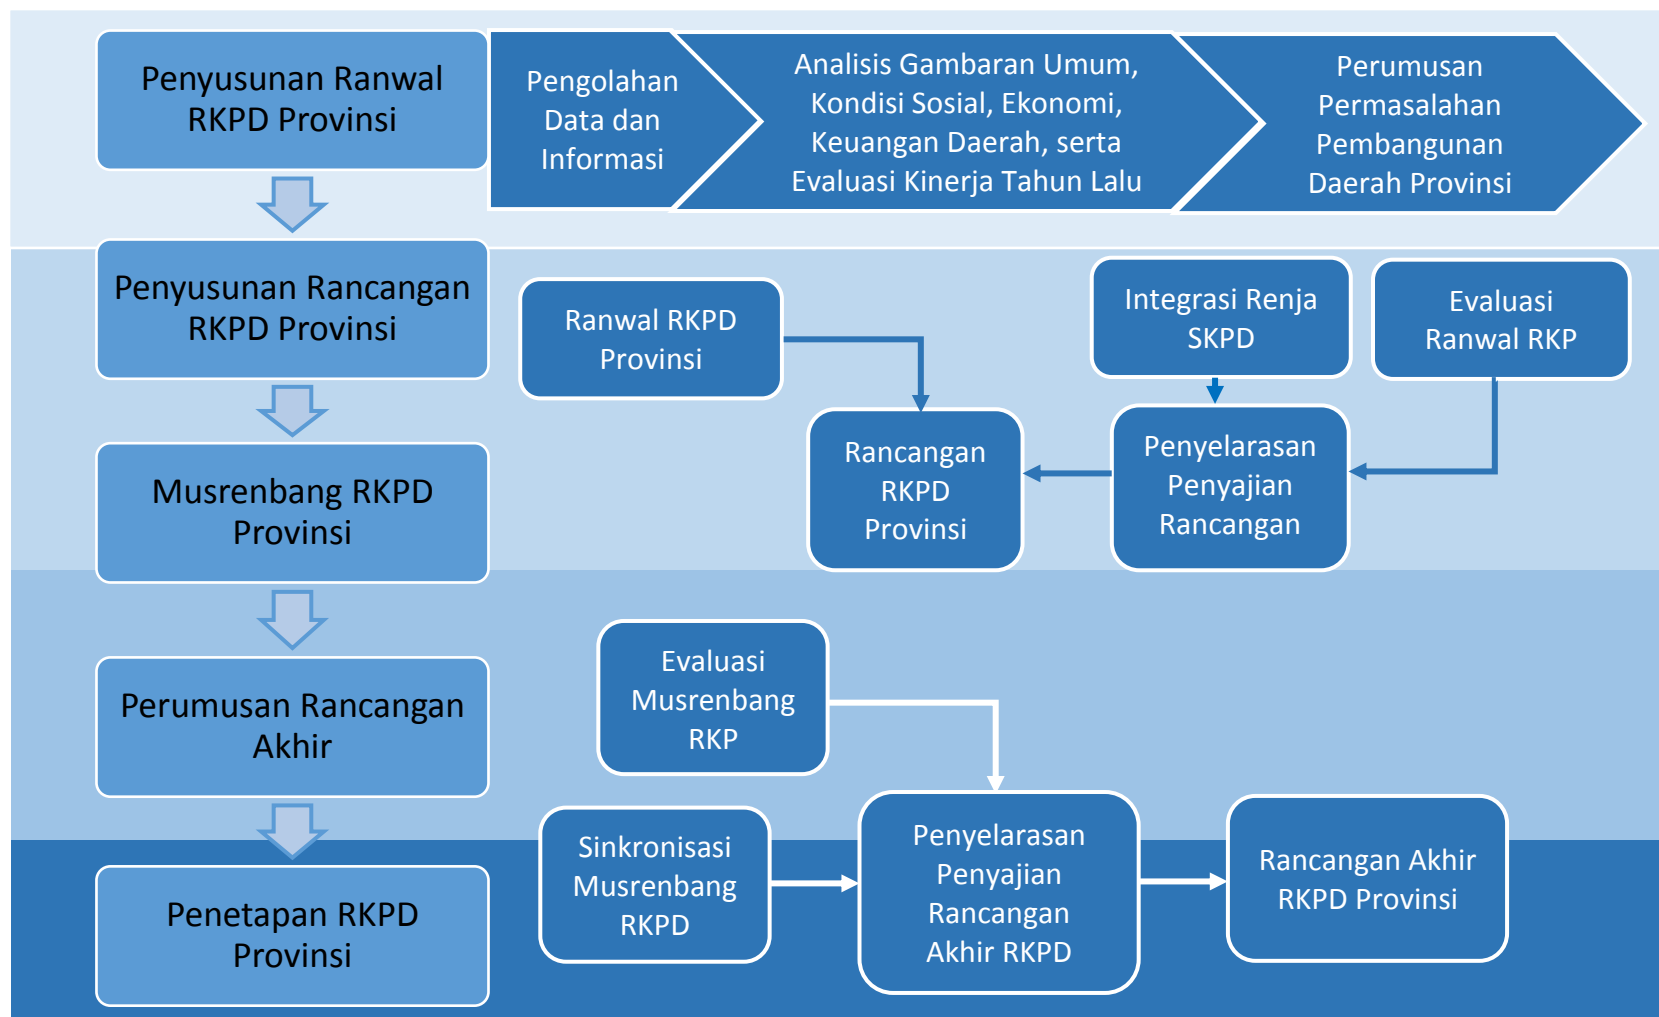 Penyusunan Ranwal
RKPD Provinsi
Pengolahan
Data dan
Informasi
Analisis Gambaran Umum,
Kondisi Sosial, Ekonomi,
Keuangan Daerah, serta
Evaluasi Kinerja Tahun Lalu
Perumusan
Permasalahan
Pembangunan
Daerah Provinsi
Penyusunan Rancangan
RKPD Provinsi
Ranwal RKPD
Provinsi
Integrasi Renja
SKPD
Evaluasi
Ranwal RKP
Rancangan
RKPD
Provinsi
Penyelarasan
Penyajian
Rancangan
Musrenbang RKPD
Provinsi
Perumusan Rancangan
Akhir
Evaluasi
Musrenbang
RKP
Penetapan RKPD
Provinsi
Sinkronisasi
Musrenbang
RKPD
Penyelarasan
Penyajian
Rancangan
Akhir RKPD
Rancangan Akhir
RKPD Provinsi